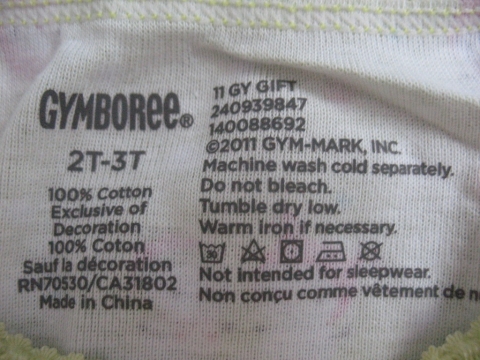 GYMBOREE®
2T-3T
100% Cotton
Exclusive of
Decoration
100% Coton
Sauf la décoration
RN70530/CA31802
Made in China
11 GY GIFT
240939847
140088692
©2011 GYM-MARK, INC.
Machine wash cold separately.
Do not bleach.
Tumble dry low.
Warm iron if necessary.
Not intended for sleepwear.
Non conçu comme vêtement de n